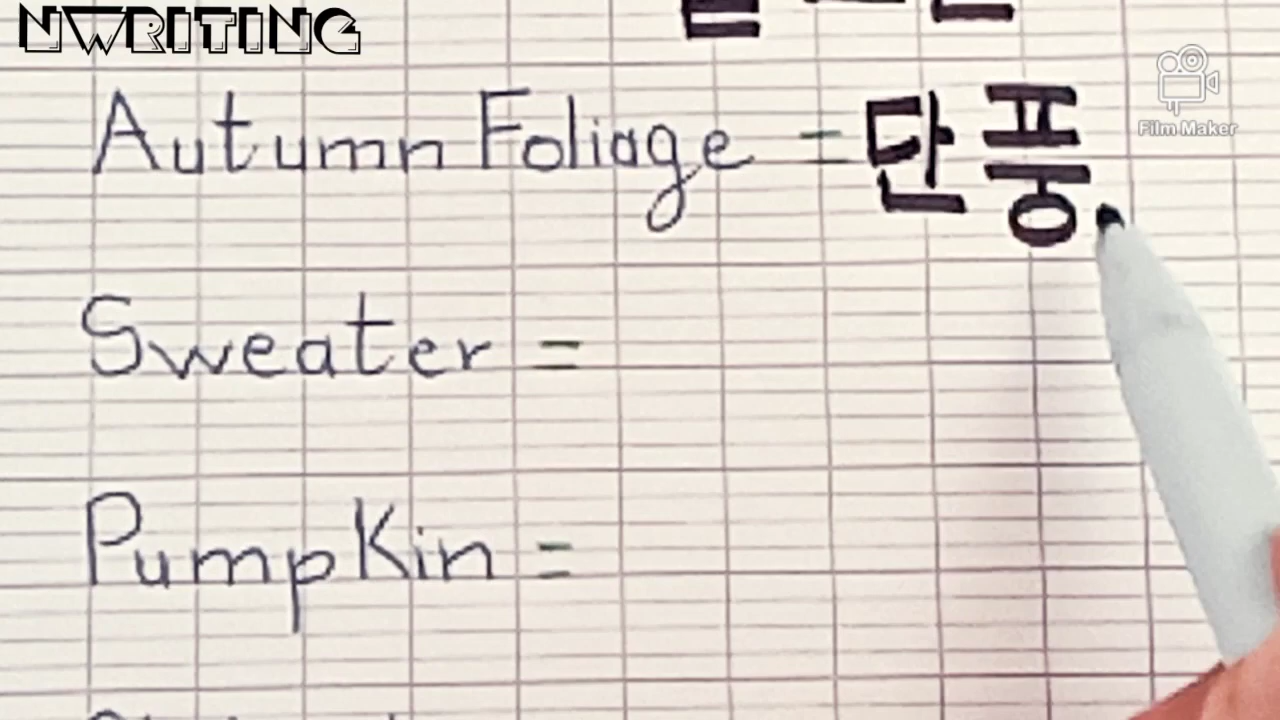 NWRITING
Autumn Foliage = 단풍
Film Maker
Sweater =
Pumpkin =